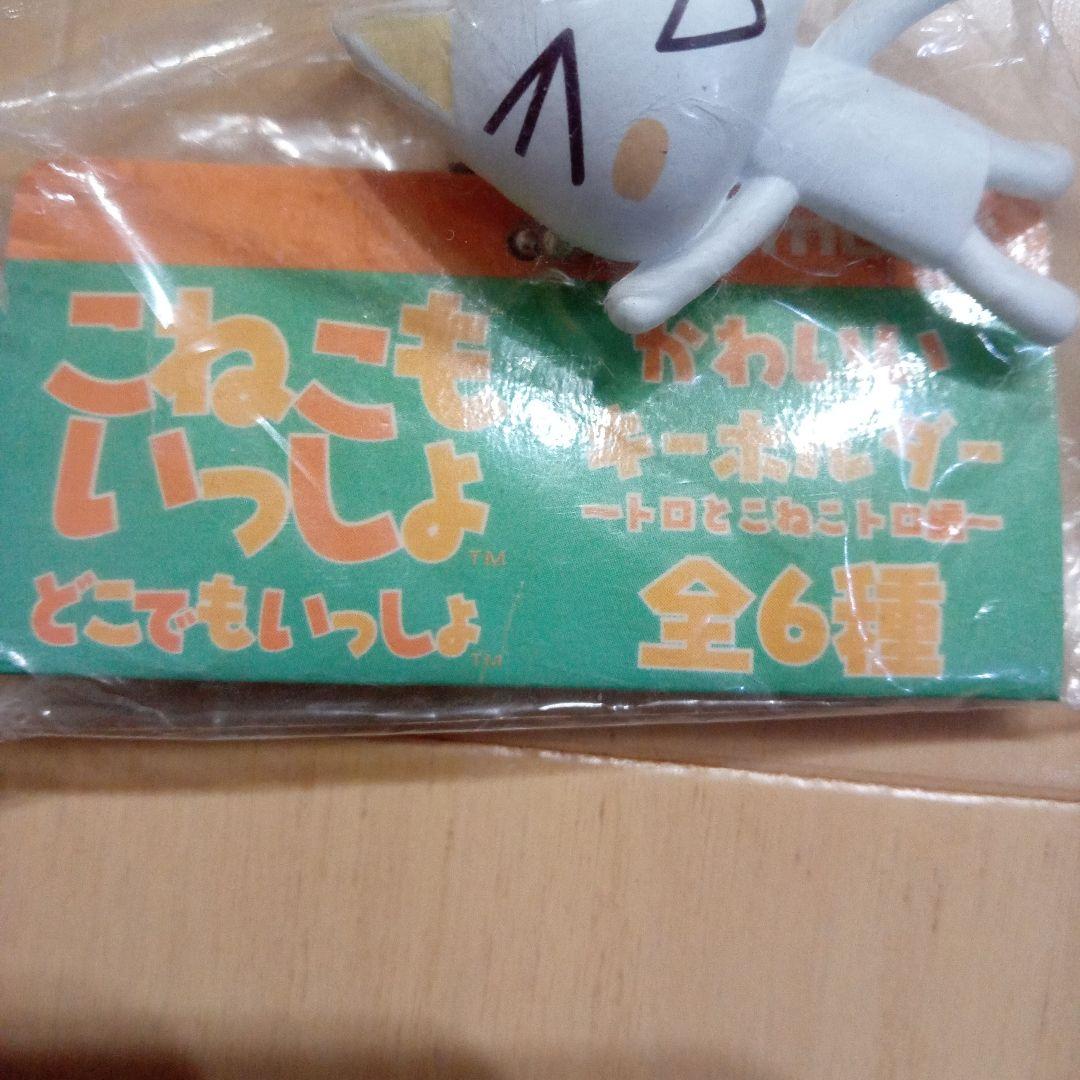 こねこも
いっしょ™
どこでもいっしょ™
かわいい
キーホルダー
〜トロとこねこトロ編〜
全6種